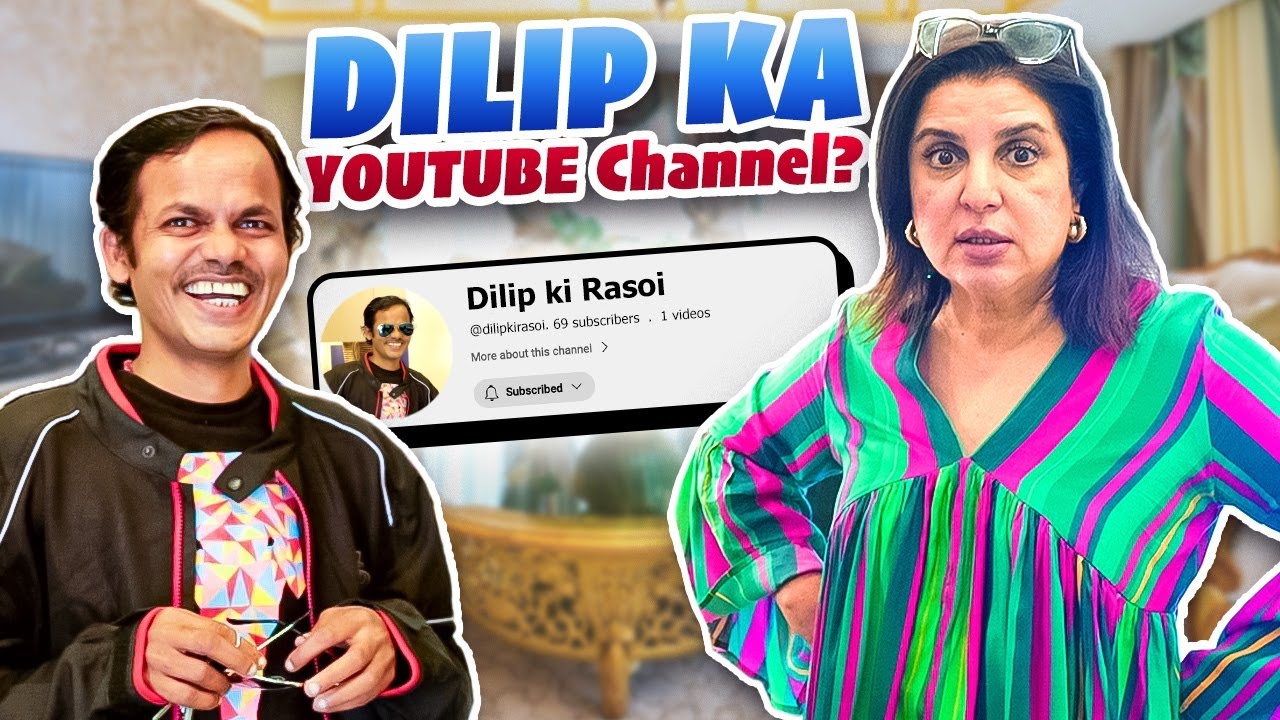 DILIP KA
YOUTUBE Channel?
Dilip ki Rasoi
@dilipkirasoi. 69 subscribers . 1 videos
More about this channel >
Subscribed